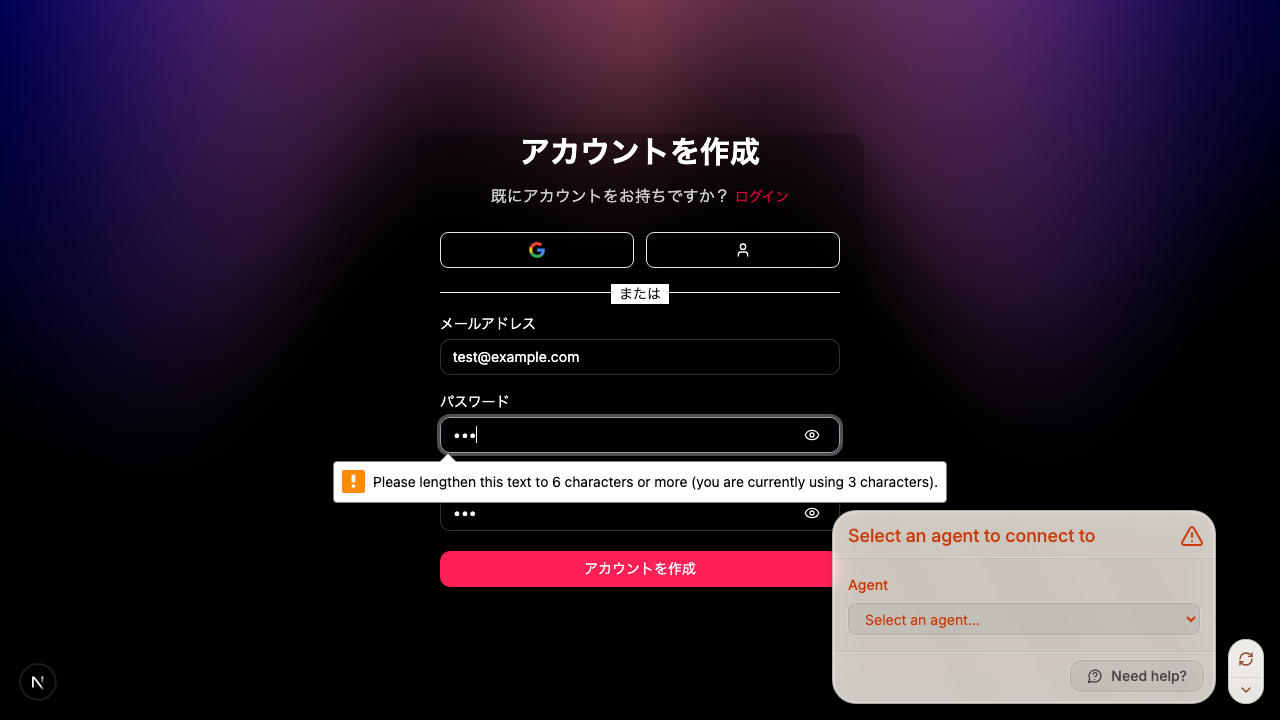 アカウントを作成
既にアカウントをお持ちですか？ ログイン
または
メールアドレス
test@example.com
パスワード
•••
Please lengthen this text to 6 characters or more (you are currently using 3 characters).
•••
アカウントを作成
Select an agent to connect to
Agent
Select an agent...
Need help?
N